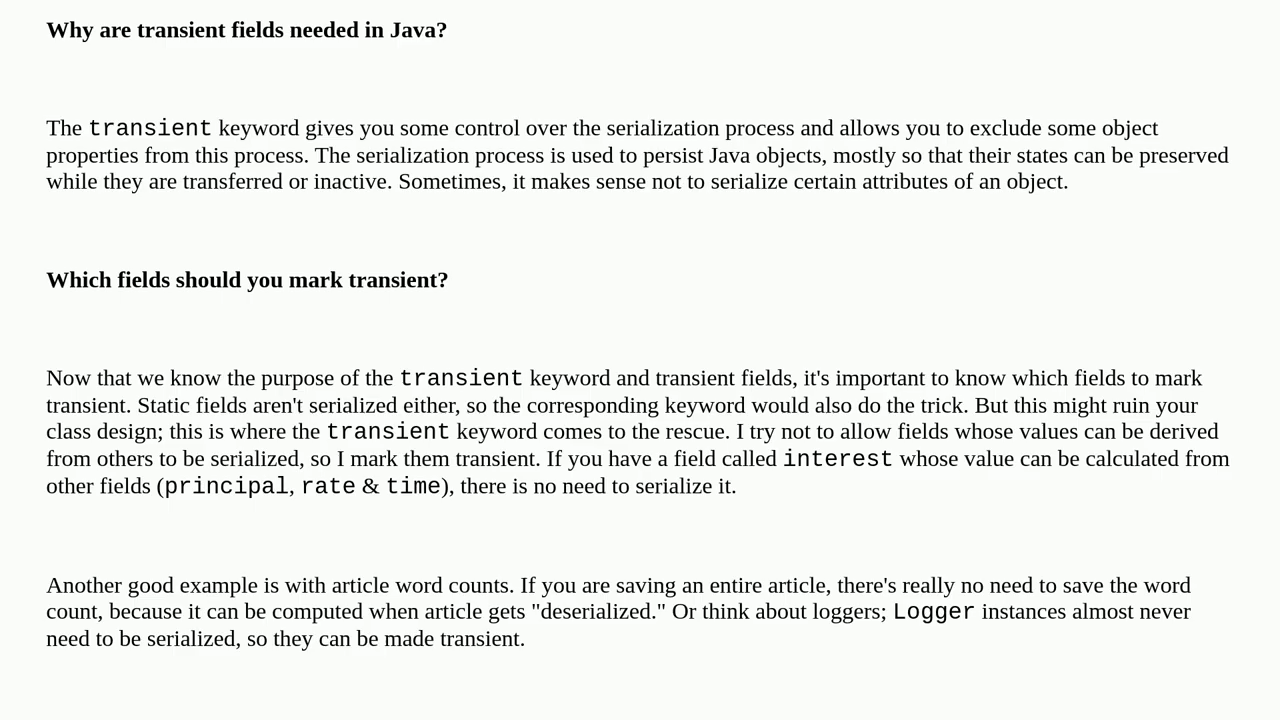 Why are transient fields needed in Java?
The transient keyword gives you some control over the serialization process and allows you to exclude some object
properties from this process. The serialization process is used to persist Java objects, mostly so that their states can be preserved
while they are transferred or inactive. Sometimes, it makes sense not to serialize certain attributes of an object.
Which fields should you mark transient?
Now that we know the purpose of the transient keyword and transient fields, it's important to know which fields to mark
transient. Static fields aren't serialized either, so the corresponding keyword would also do the trick. But this might ruin your
class design; this is where the transient keyword comes to the rescue. I try not to allow fields whose values can be derived
from others to be serialized, so I mark them transient. If you have a field called interest whose value can be calculated from
other fields (principal, rate & time), there is no need to serialize it.
Another good example is with article word counts. If you are saving an entire article, there's really no need to save the word
count, because it can be computed when article gets "deserialized." Or think about loggers; Logger instances almost never
need to be serialized, so they can be made transient.